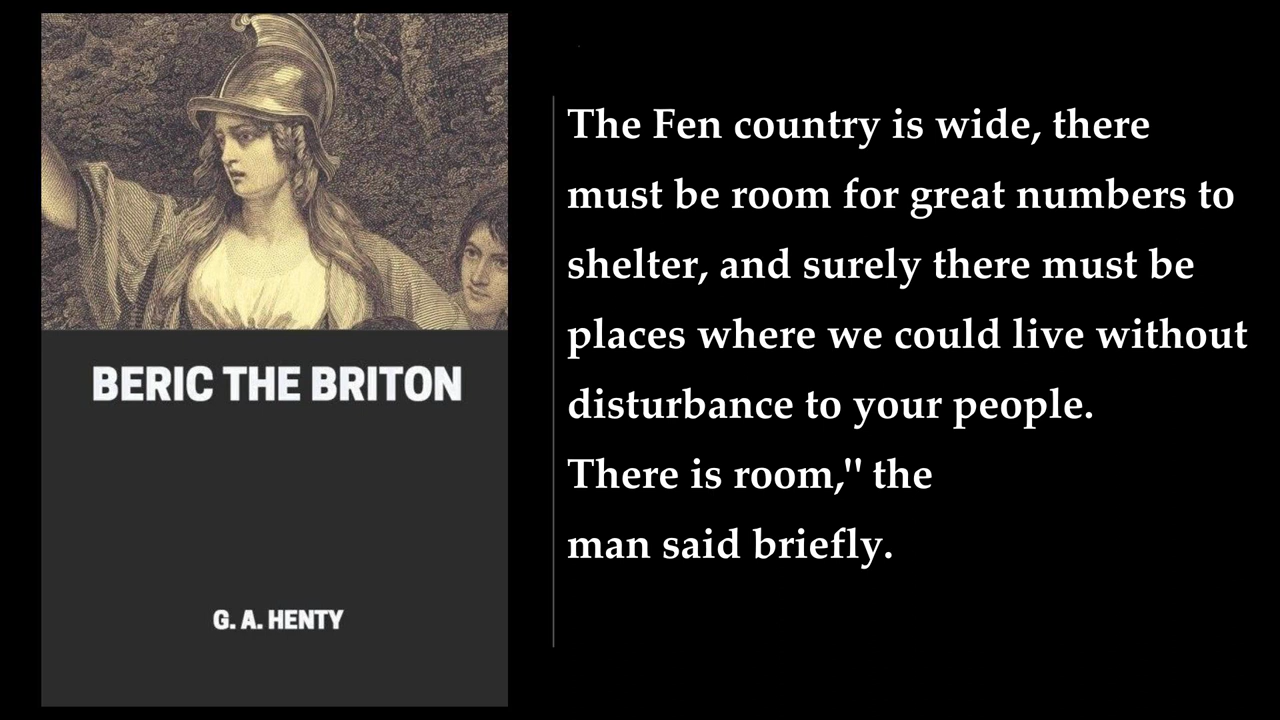 BERIC THE BRITON
G. A. HENTY
The Fen country is wide, there
must be room for great numbers to
shelter, and surely there must be
places where we could live without
disturbance to your people.
There is room," the
man said briefly.